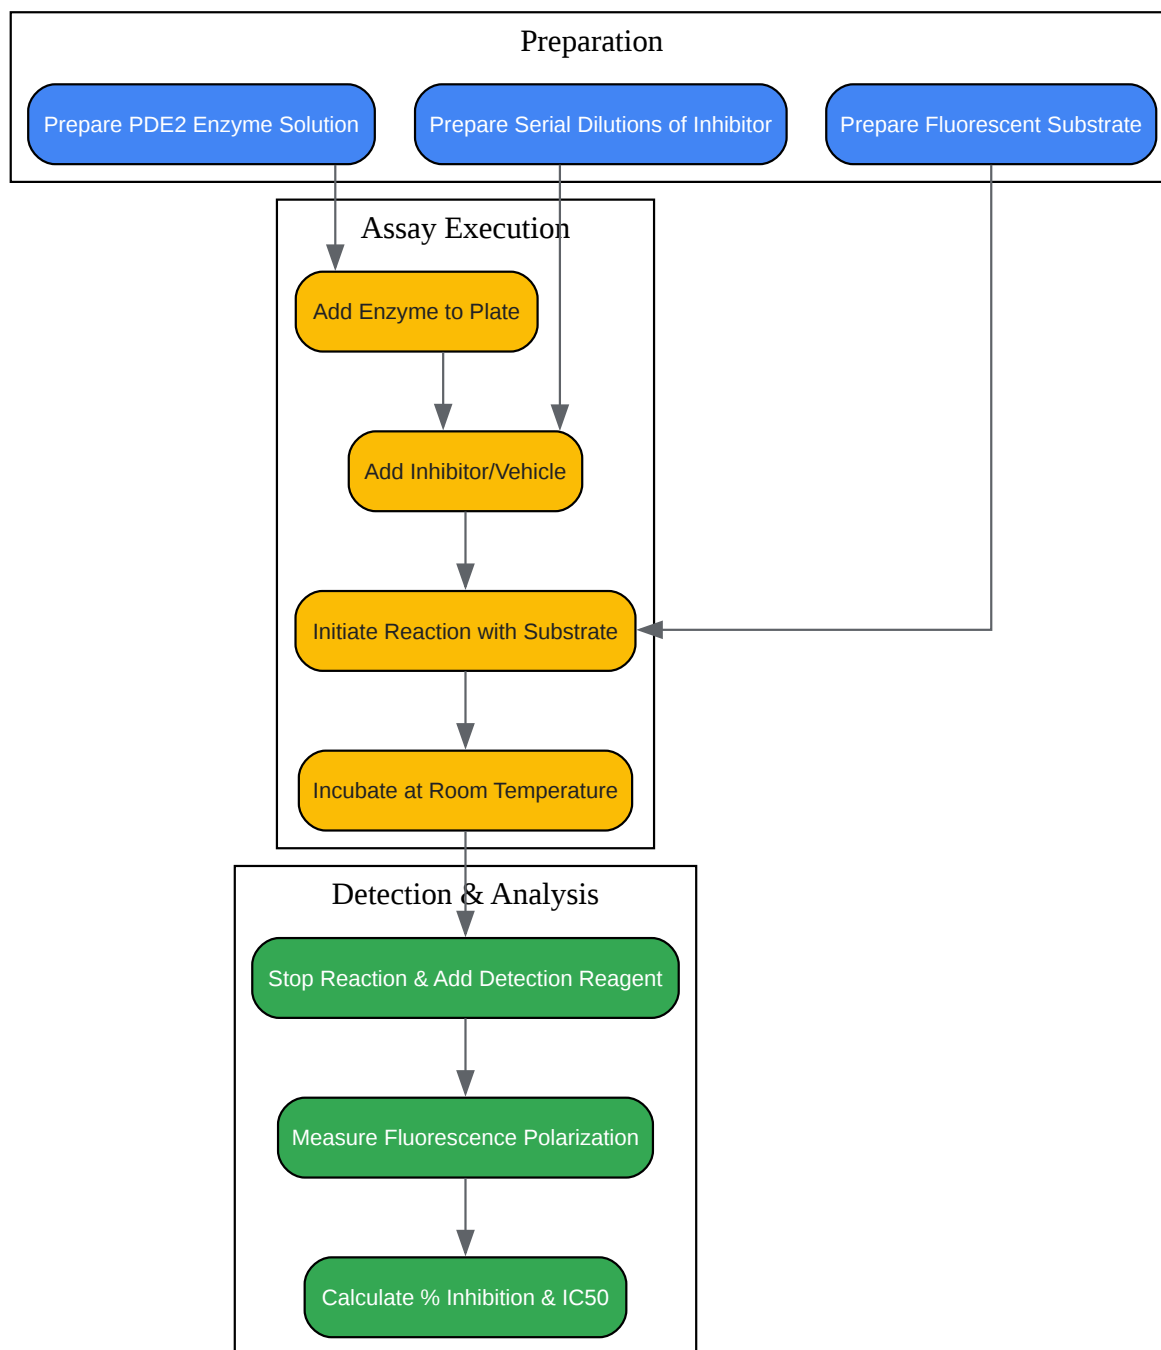 Preparation
Prepare PDE2 Enzyme Solution
Prepare Serial Dilutions of Inhibitor
Prepare Fluorescent Substrate
Assay Execution
Add Enzyme to Plate
Add Inhibitor/Vehicle
Initiate Reaction with Substrate
Incubate at Room Temperature
Detection & Analysis
Stop Reaction & Add Detection Reagent
Measure Fluorescence Polarization
Calculate % Inhibition & IC50